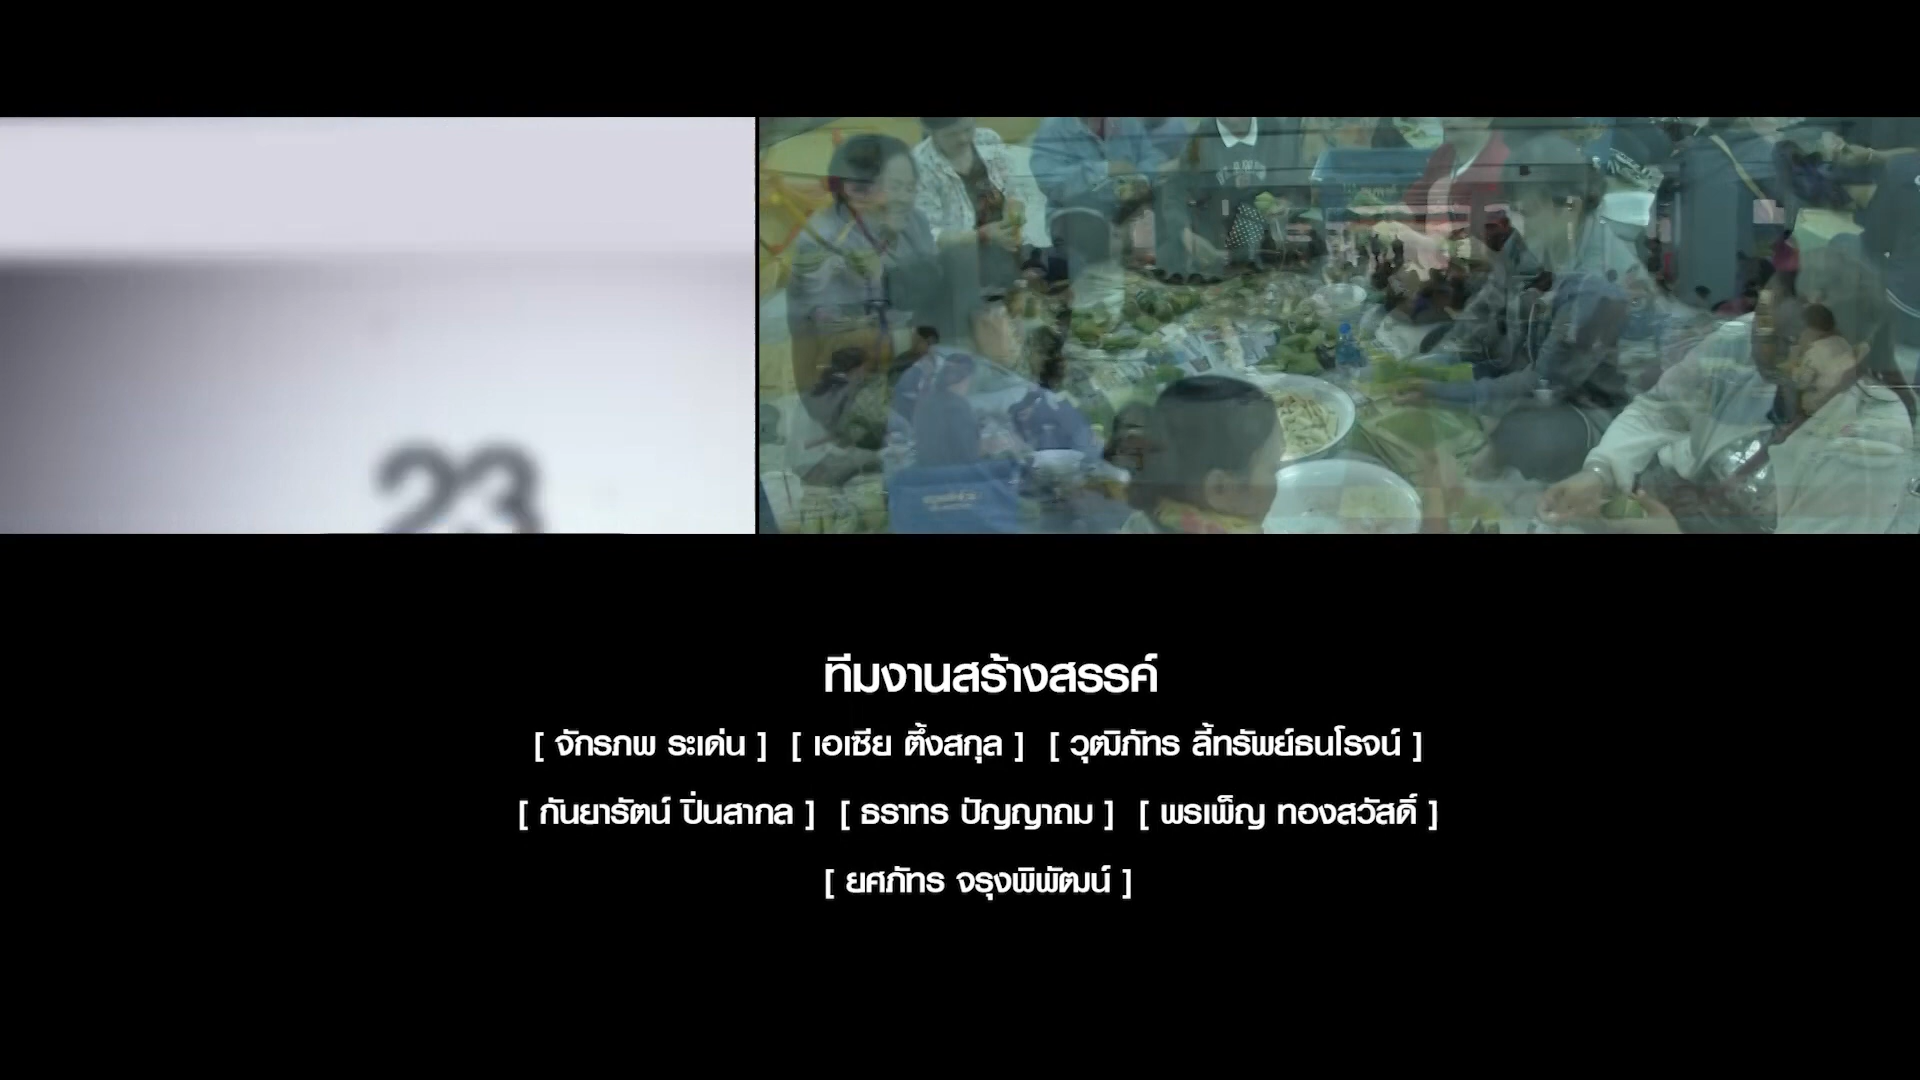 23
ทีมงานสร้างสรรค์
[ จักรภพ ระเด่น ] [ เอเซีย ตึ้งสกุล ] [ วุฒิภัทร ลี้ทรัพย์ธนโรจน์ ]
[ กันยารัตน์ ปิ่นสากล ] [ ธราทร ปัญญาถม ] [ พรเพ็ญ ทองสวัสดิ์ ]
[ ยศภัทร จรุงพิพัฒน์ ]